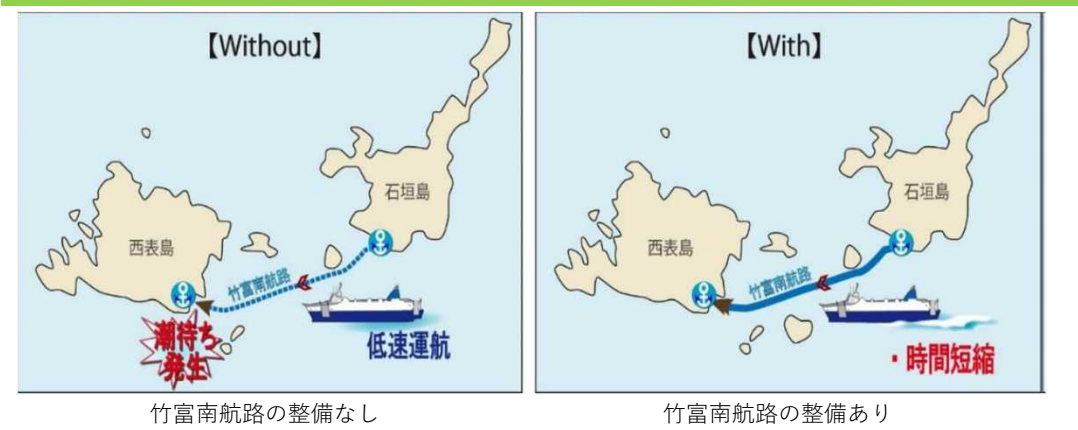 【Without】
石垣島
西表島
竹富南航路
潮待ち
発生
低速運航
竹富南航路の整備なし
【With】
石垣島
西表島
竹富南航路
・時間短縮
竹富南航路の整備あり